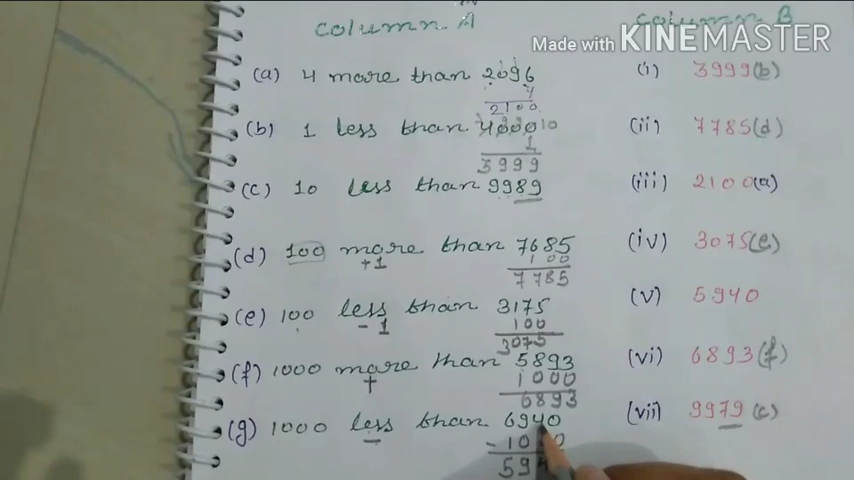 column A column B
Made with KINEMASTER
(a) 4 more than 2096 (i) 3999(b)
4
2100
(b) 1 less than 4000 10 (ii) 7785(d)
1
3999
(c) 10 less than 9989 (iii) 2100(a)
(d) 100 more than 7685 (iv) 3075(e)
+1 100
7785
(e) 100 less than 3175 (v) 5940
- 1 100
3075
(f) 1000 more than 5893 (vi) 6893(f)
+ 1000
6893
(g) 1000 less than 6940 (vii) 9979(c)